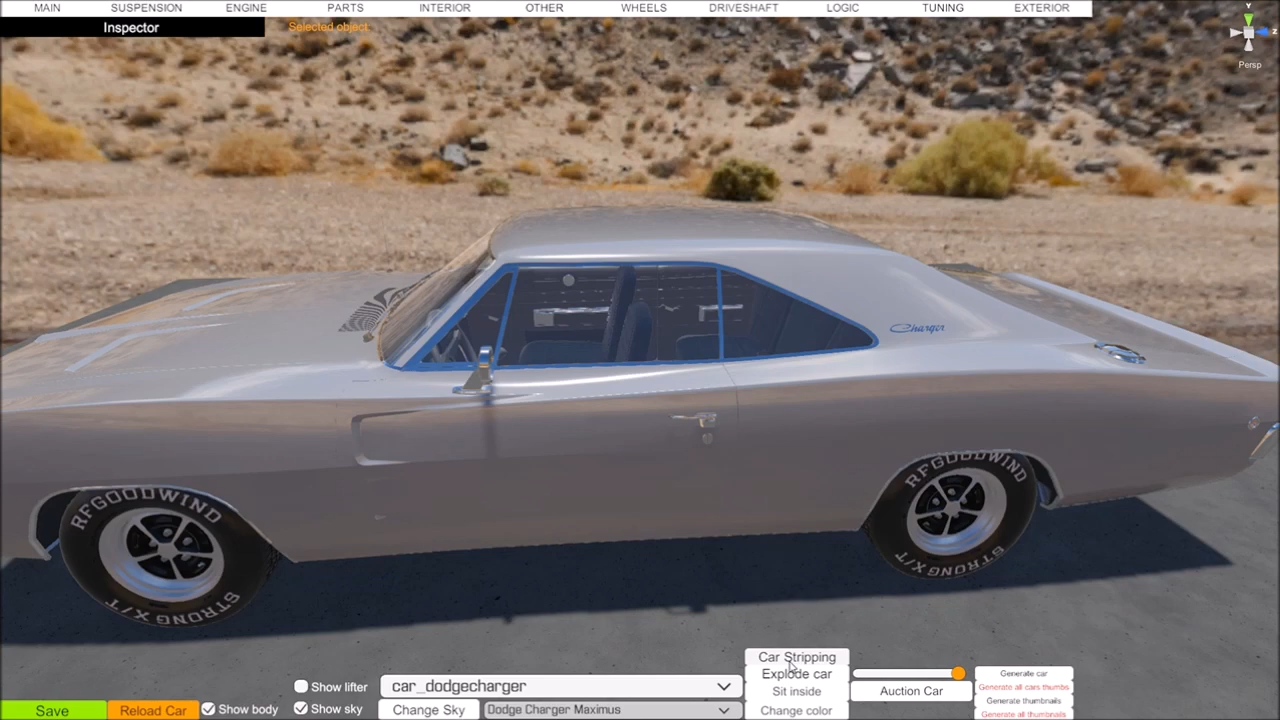 MAIN SUSPENSION ENGINE PARTS INTERIOR OTHER WHEELS DRIVESHAFT LOGIC TUNING EXTERIOR
Inspector Selected object:
Y
Z
Persp
Charger
RFGOODWIND
STRONG X/T
RFGOODWIND
STRONG X/T
Car Stripping
Explode car
Generate car
Show lifter car_dodgecharger
Sit inside Auction Car
Generate all cars thumbs
Generate thumbnails
Save Reload Car Show body Show sky Change Sky Dodge Charger Maximus Change color
Generate all thumbnails